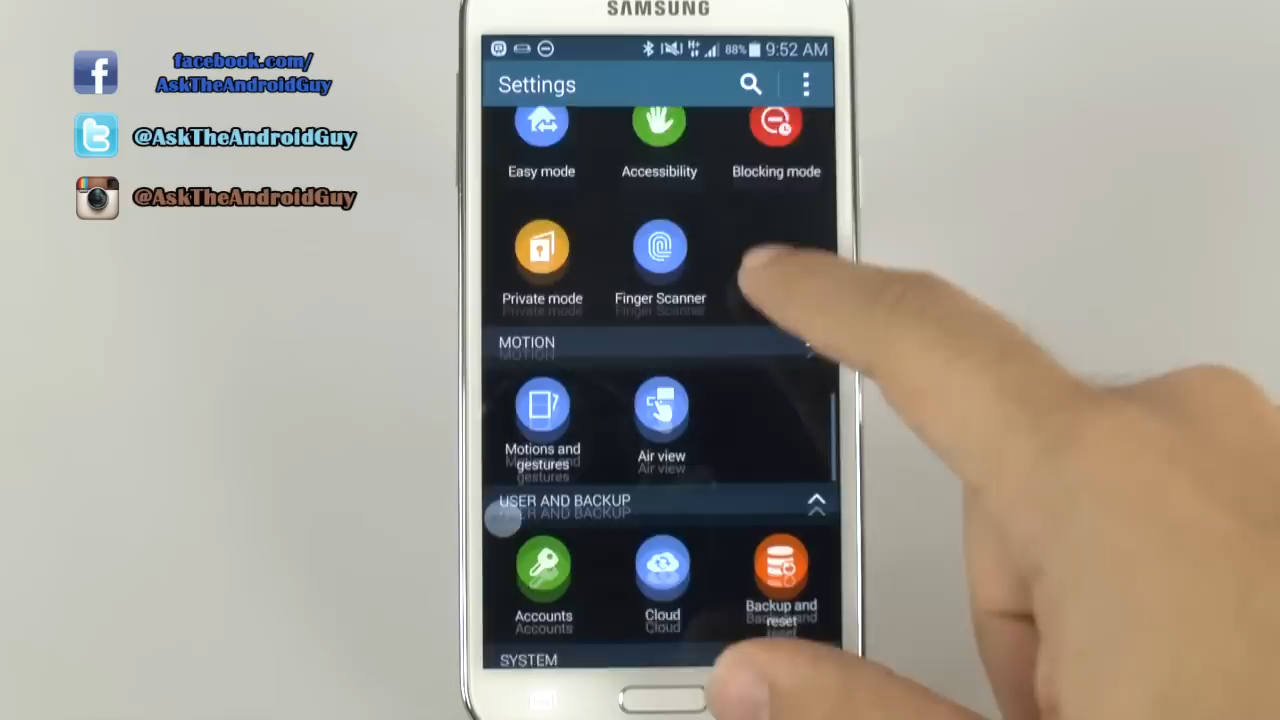 SAMSUNG
facebook.com/
AskTheAndroidGuy
@AskTheAndroidGuy
@AskTheAndroidGuy
88% 9:52 AM
Settings
Easy mode
Accessibility
Blocking mode
Private mode
Finger Scanner
MOTION
Motions and
gestures
Air view
USER AND BACKUP
Accounts
Cloud
Backup and
reset
SYSTEM